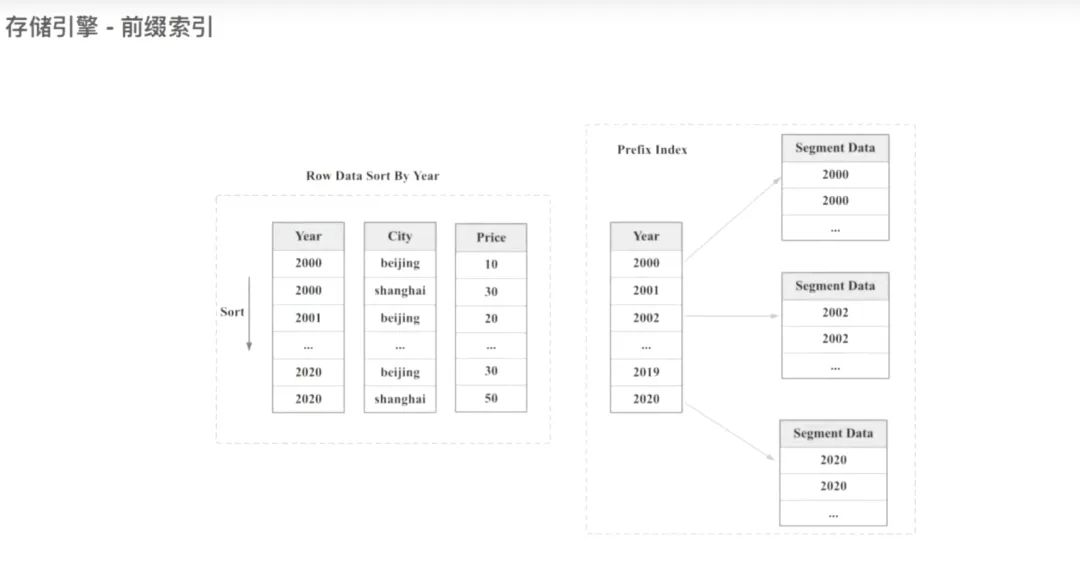 存储引擎 - 前缀索引
Row Data Sort By Year
Sort
Year City Price
2000 beijing 10
2000 shanghai 30
2001 beijing 20
... ... ...
2020 beijing 30
2020 shanghai 50
Prefix Index
Year
2000
2001
2002
...
2019
2020
Segment Data
2000
2000
...
Segment Data
2002
2002
...
Segment Data
2020
2020
...